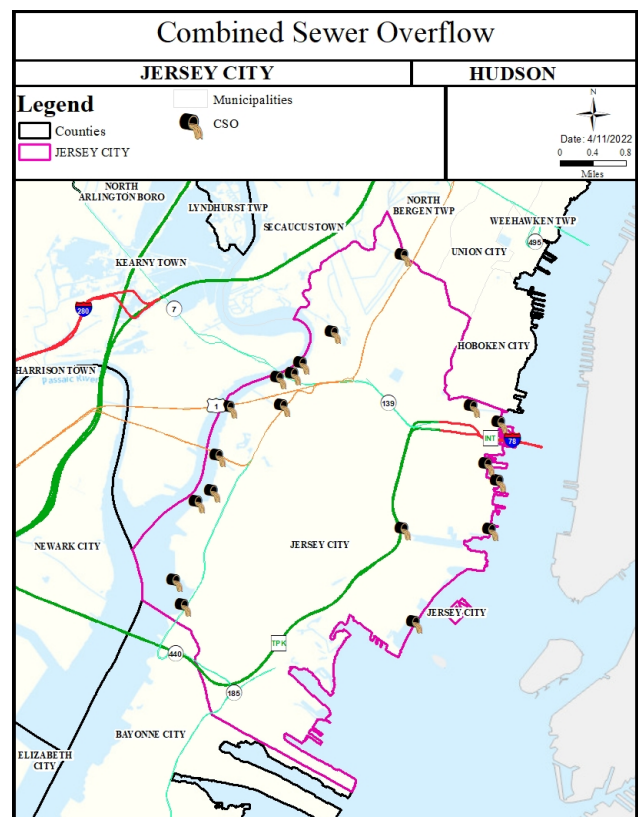 Combined Sewer Overflow
JERSEY CITY
HUDSON
Legend
Municipalities
Counties
CSO
JERSEY CITY
N
Date: 4/11/2022
0 0.4 0.8
Miles
NORTH
ARLINGTON BORO
LYNDHURST TWP
SECAUCUS TOWN
NORTH
BERGEN TWP
WEEHAWKEN TWP
495
UNION CITY
KEARNY TOWN
280
7
HOBOKEN CITY
HARRISON TOWN
Passaic River
1
139
INT
78
NEWARK CITY
JERSEY CITY
JERSEY CITY
TPK
440
185
BAYONNE CITY
ELIZABETH
CITY